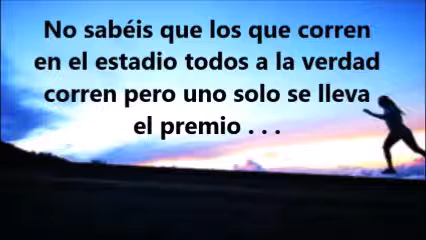 No sabéis que los que corren
en el estadio todos a la verdad
corren pero uno solo se lleva
el premio . . .